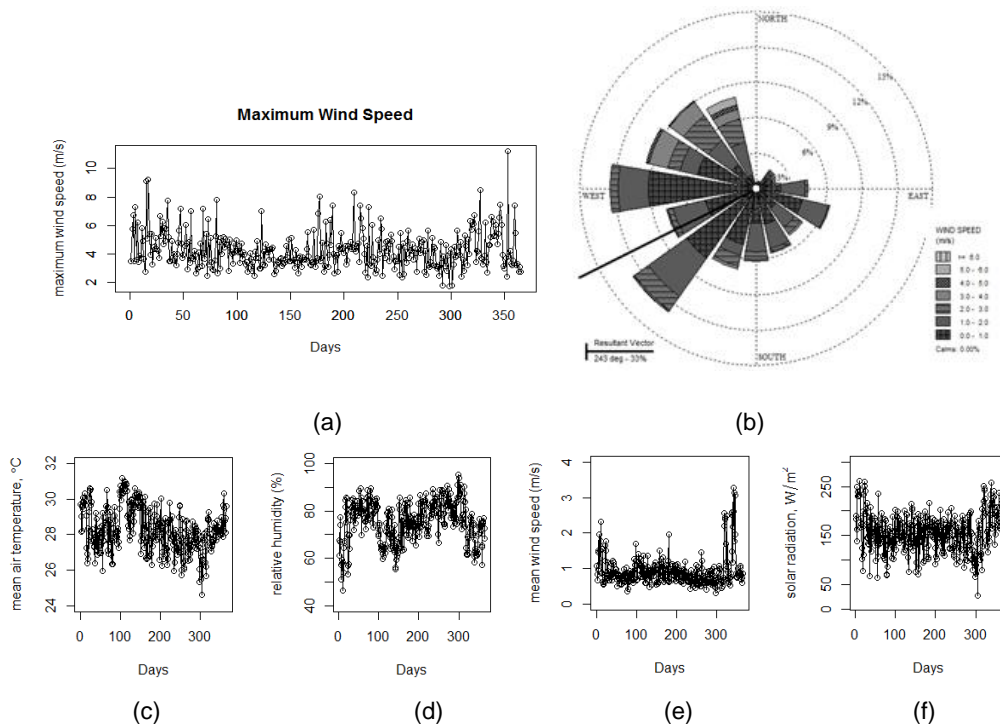 Maximum Wind Speed
maximum wind speed (m/s)
2 4 6 8 10
0 50 100 150 200 250 300 350
Days
(a)
NORTH
15%
12%
9%
6%
3%
WEST
EAST
SOUTH
WIND SPEED
(m/s)
5.0 - 6.0
4.0 - 5.0
3.0 - 4.0
2.0 - 3.0
1.0 - 2.0
0.0 - 1.0
Calms: 0.00%
Resultant Vector
243 deg - 33%
(b)
mean air temperature, °C
24 26 28 30 32
0 100 200 300
Days
(c)
relative humidity (%)
40 60 80 100
0 100 200 300
Days
(d)
mean wind speed (m/s)
0 1 2 3 4
0 100 200 300
Days
(e)
solar radiation, W/m²
0 50 150 250
0 100 200 300
Days
(f)